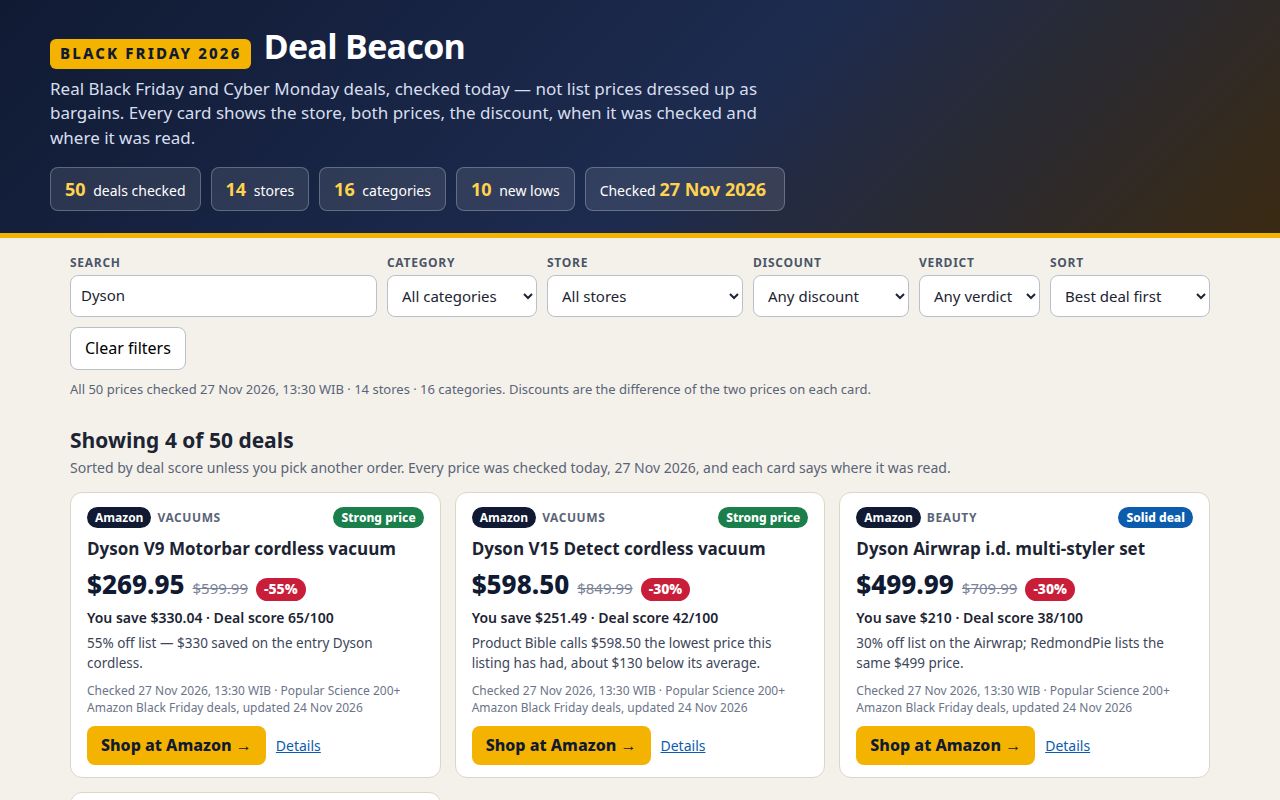 BLACK FRIDAY 2026 Deal Beacon
Real Black Friday and Cyber Monday deals, checked today — not list prices dressed up as
bargains. Every card shows the store, both prices, the discount, when it was checked and
where it was read.
50 deals checked 14 stores 16 categories 10 new lows Checked 27 Nov 2026
SEARCH CATEGORY STORE DISCOUNT VERDICT SORT
Dyson All categories All stores Any discount Any verdict Best deal first
Clear filters
All 50 prices checked 27 Nov 2026, 13:30 WIB · 14 stores · 16 categories. Discounts are the difference of the two prices on each card.
Showing 4 of 50 deals
Sorted by deal score unless you pick another order. Every price was checked today, 27 Nov 2026, and each card says where it was read.
Amazon VACUUMS Strong price
Dyson V9 Motorbar cordless vacuum
$269.95 $599.99 -55%
You save $330.04 · Deal score 65/100
55% off list — $330 saved on the entry Dyson
cordless.
Checked 27 Nov 2026, 13:30 WIB · Popular Science 200+
Amazon Black Friday deals, updated 24 Nov 2026
Shop at Amazon → Details
Amazon VACUUMS Strong price
Dyson V15 Detect cordless vacuum
$598.50 $849.99 -30%
You save $251.49 · Deal score 42/100
Product Bible calls $598.50 the lowest price this
listing has had, about $130 below its average.
Checked 27 Nov 2026, 13:30 WIB · Popular Science 200+
Amazon Black Friday deals, updated 24 Nov 2026
Shop at Amazon → Details
Amazon BEAUTY Solid deal
Dyson Airwrap i.d. multi-styler set
$499.99 $709.99 -30%
You save $210 · Deal score 38/100
30% off list on the Airwrap; RedmondPie lists the
same $499 price.
Checked 27 Nov 2026, 13:30 WIB · Popular Science 200+
Amazon Black Friday deals, updated 24 Nov 2026
Shop at Amazon → Details